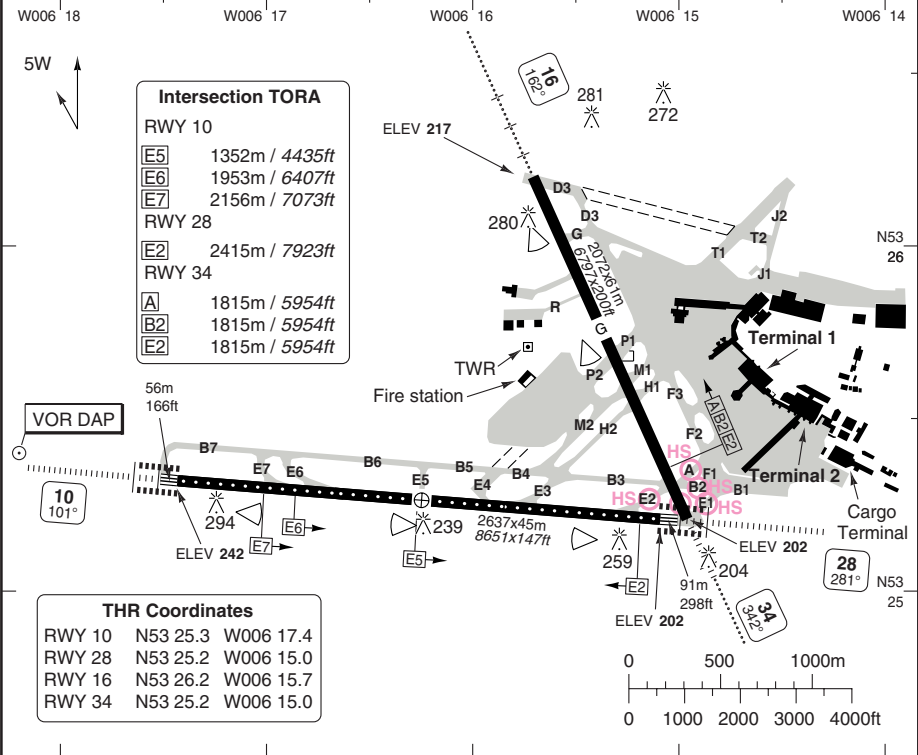 W006 18
W006 17
W006 16
W006 15
W006 14
5W
Intersection TORA
RWY 10
E5 1352m / 4435ft
E6 1953m / 6407ft
E7 2156m / 7073ft
RWY 28
E2 2415m / 7923ft
RWY 34
A 1815m / 5954ft
B2 1815m / 5954ft
E2 1815m / 5954ft
16
162°
281
272
ELEV 217
D3
D3
280
G
2072x61m
6797x200ft
J2
T2
T1
J1
N53
26
R
P1
TWR
M1
P2
H1
F3
Fire station
Terminal 1
A B2 E2
M2
H2
F2
Terminal 2
56m
166ft
VOR DAP
B7
E7
E6
B6
E5
B5
E4
B4
E3
B3
HS
A
F1
HS
E2
B2
HS
B1
E1
HS
Cargo
Terminal
10
101°
294
E6
239
2637x45m
8651x147ft
ELEV 242
E7
E5
259
ELEV 202
204
28
281°
E2
91m
298ft
N53
25
ELEV 202
34
342°
THR Coordinates
RWY 10 N53 25.3 W006 17.4
RWY 28 N53 25.2 W006 15.0
RWY 16 N53 26.2 W006 15.7
RWY 34 N53 25.2 W006 15.0
0 500 1000m
0 1000 2000 3000 4000ft